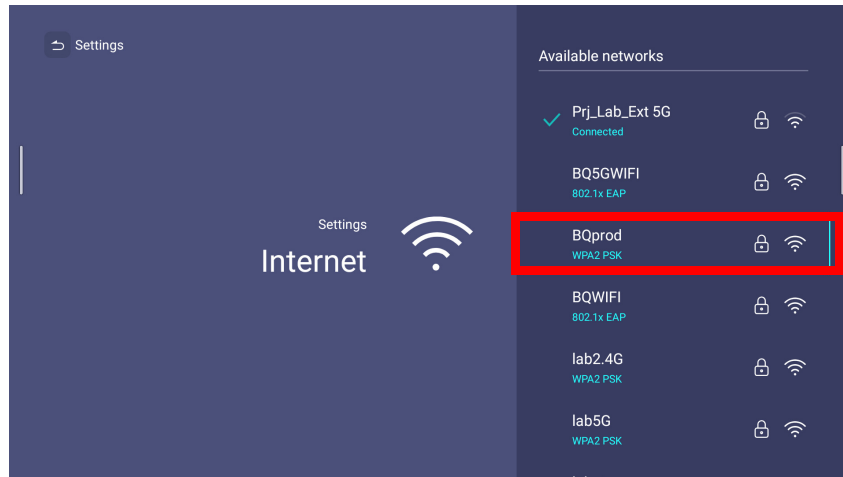 Settings
Settings
Internet
Available networks
Prj_Lab_Ext 5G
Connected
BQ5GWIFI
802.1x EAP
BQprod
WPA2 PSK
BQWIFI
802.1x EAP
lab2.4G
WPA2 PSK
lab5G
WPA2 PSK